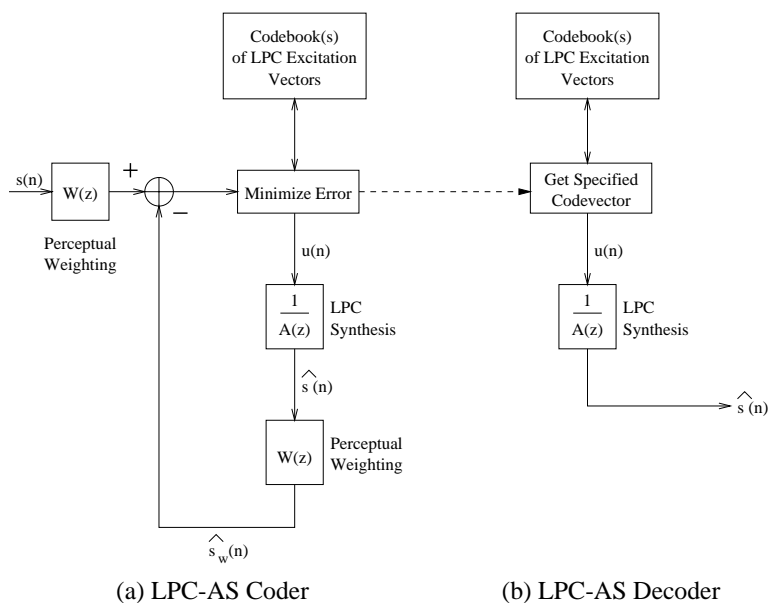 Codebook(s)
of LPC Excitation
Vectors
s(n)
W(z)
+
−
Minimize Error
Perceptual
Weighting
u(n)
1
A(z)
LPC
Synthesis
ŝ(n)
W(z)
Perceptual
Weighting
ŝ_w(n)
(a) LPC-AS Coder
Codebook(s)
of LPC Excitation
Vectors
Get Specified
Codevector
u(n)
1
A(z)
LPC
Synthesis
ŝ(n)
(b) LPC-AS Decoder